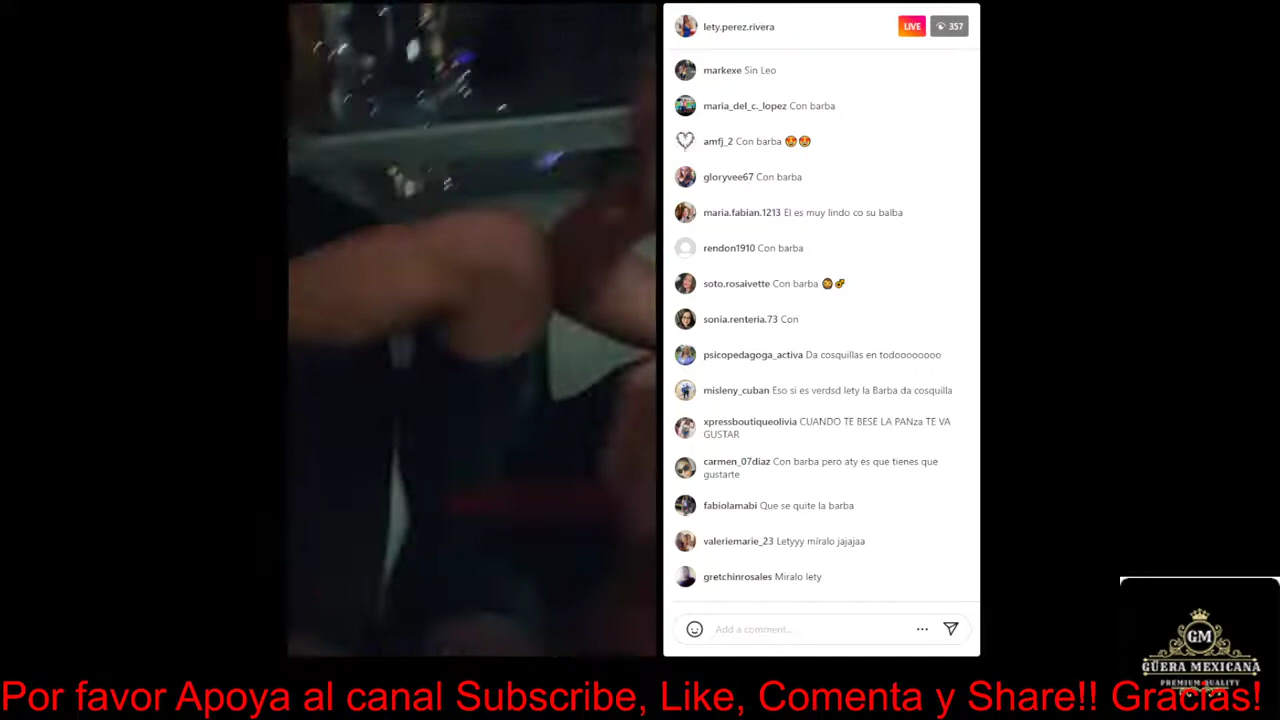 lety.perez.rivera
LIVE 357
markexe Sin Leo
maria_del_c._lopez Con barba
amfj_2 Con barba 😍😍
gloryvee67 Con barba
maria.fabian.1213 El es muy lindo co su balba
rendon1910 Con barba
soto.rosaivette Con barba 🧔‍♂
sonia.renteria.73 Con
psicopedagoga_activa Da cosquillas en todoooooooo
misleny_cuban Eso si es verdsd lety la Barba da cosquilla
xpressboutiqueolivia CUANDO TE BESE LA PANza TE VA
GUSTAR
carmen_07diaz Con barba pero aty es que tienes que
gustarte
fabiolamabi Que se quite la barba
valeriemarie_23 Letyyy míralo jajajaa
gretchinrosales Miralo lety
Add a comment...
GM
GÜERA MEXICANA
PREMIUM QUALITY
Por favor Apoya al canal Subscribe, Like, Comenta y Share!! Gracias!